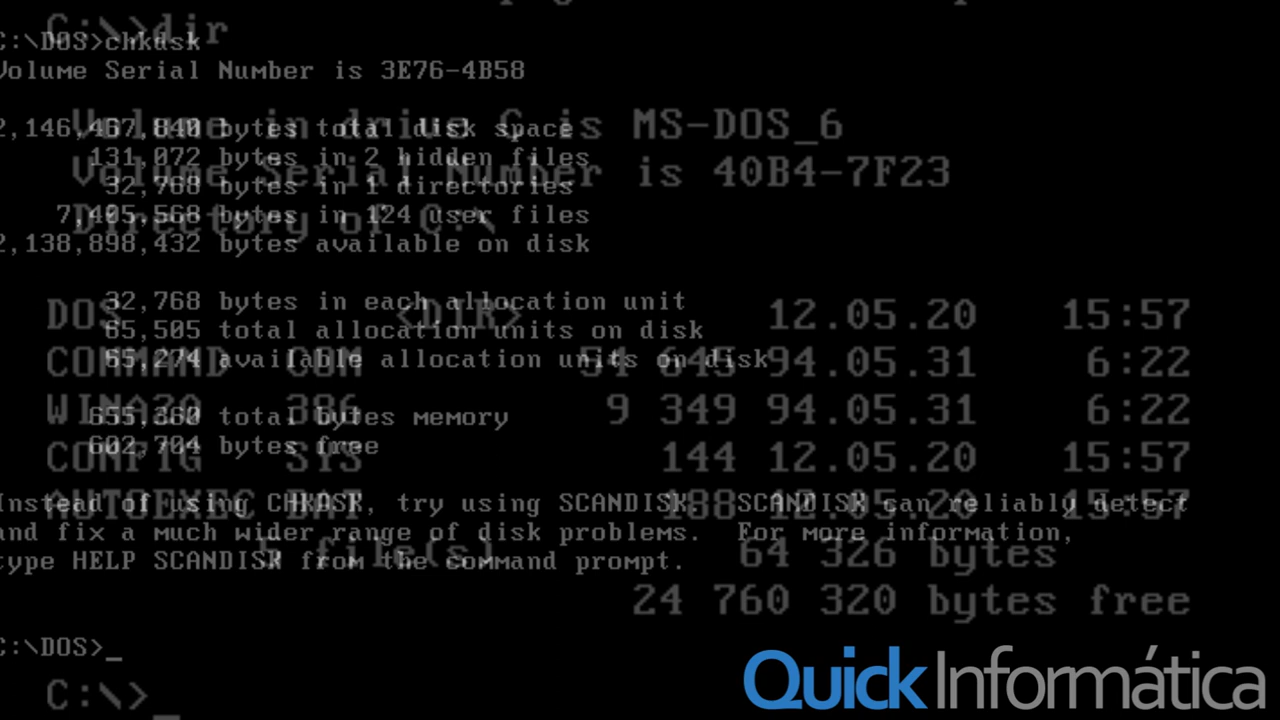 C:\>dir
C:\DOS>chkdsk
Volume Serial Number is 3E76-4B58
Volume in drive C is MS-DOS_6
2,146,467,840 bytes total disk space
131,072 bytes in 2 hidden files
Volume Serial Number is 40B4-7F23
32,768 bytes in 1 directories
7,405,568 bytes in 124 user files
Directory of C:\
2,138,898,432 bytes available on disk
32,768 bytes in each allocation unit
DOS <DIR> 12.05.20 15:57
65,505 total allocation units on disk
65,274 available allocation units on disk
COMMAND COM 54 645 94.05.31 6:22
WINA20 386 9 349 94.05.31 6:22
655,360 total bytes memory
602,704 bytes free
CONFIG SYS 144 12.05.20 15:57
Instead of using CHKDSK, try using SCANDISK. SCANDISK can reliably detect
AUTOEXEC BAT 188 12.05.20 15:57
and fix a much wider range of disk problems. For more information,
file(s) 64 326 bytes
type HELP SCANDISK from the command prompt.
24 760 320 bytes free
C:\DOS>_
C:\>_
QuickInformática